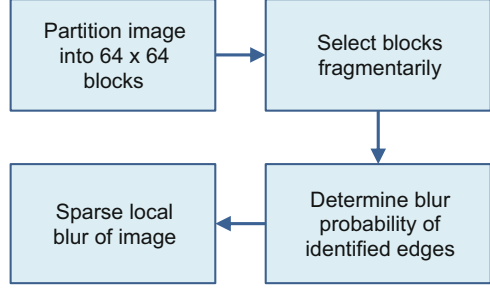 Partition image
into 64 x 64
blocks
Select blocks
fragmentarily
Determine blur
probability of
identified edges
Sparse local
blur of image